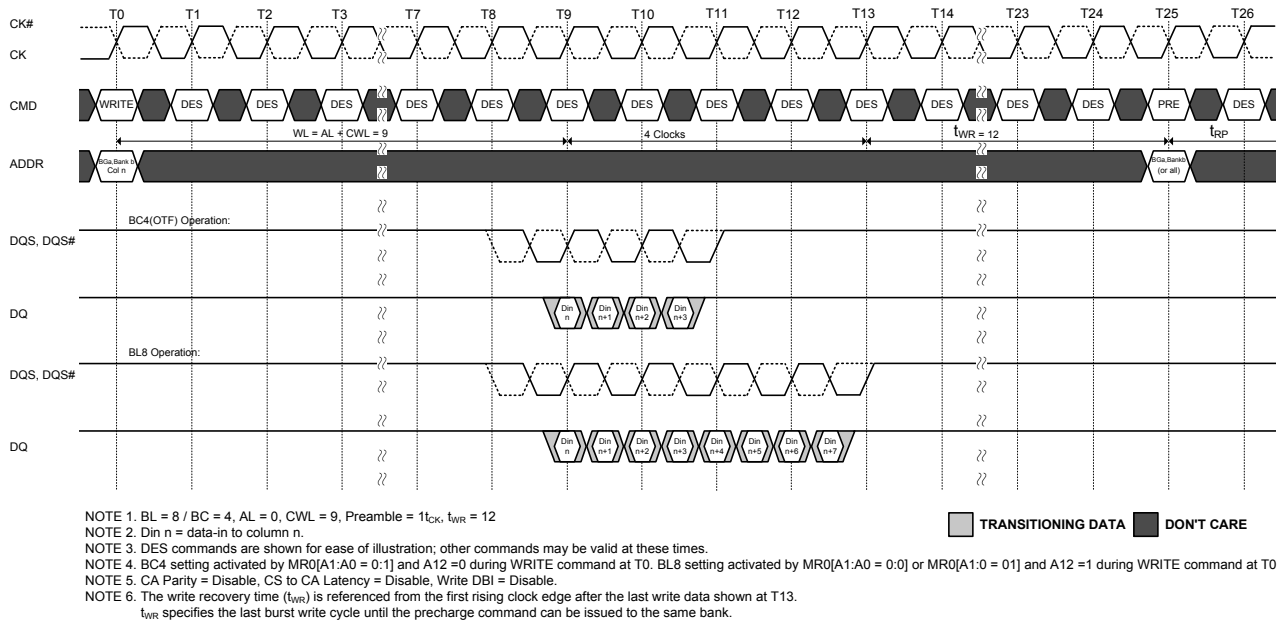 T0 T1 T2 T3 T7 T8 T9 T10 T11 T12 T13 T14 T23 T24 T25 T26
CK#
CK
CMD WRITE DES DES DES DES DES DES DES DES DES DES DES DES DES PRE DES
WL = AL + CWL = 9 4 Clocks tWR = 12 tRP
ADDR BGa,Bank b Col n BGa,Bankb (or all)
BC4(OTF) Operation:
DQS, DQS#
DQ Din n Din n+1 Din n+2 Din n+3
BL8 Operation:
DQS, DQS#
DQ Din n Din n+1 Din n+2 Din n+3 Din n+4 Din n+5 Din n+6 Din n+7
NOTE 1. BL = 8 / BC = 4, AL = 0, CWL = 9, Preamble = 1tCK, tWR = 12
TRANSITIONING DATA DON'T CARE
NOTE 2. Din n = data-in to column n.
NOTE 3. DES commands are shown for ease of illustration; other commands may be valid at these times.
NOTE 4. BC4 setting activated by MR0[A1:A0 = 0:1] and A12 =0 during WRITE command at T0. BL8 setting activated by MR0[A1:A0 = 0:0] or MR0[A1:0 = 01] and A12 =1 during WRITE command at T0
NOTE 5. CA Parity = Disable, CS to CA Latency = Disable, Write DBI = Disable.
NOTE 6. The write recovery time (tWR) is referenced from the first rising clock edge after the last write data shown at T13.
tWR specifies the last burst write cycle until the precharge command can be issued to the same bank.